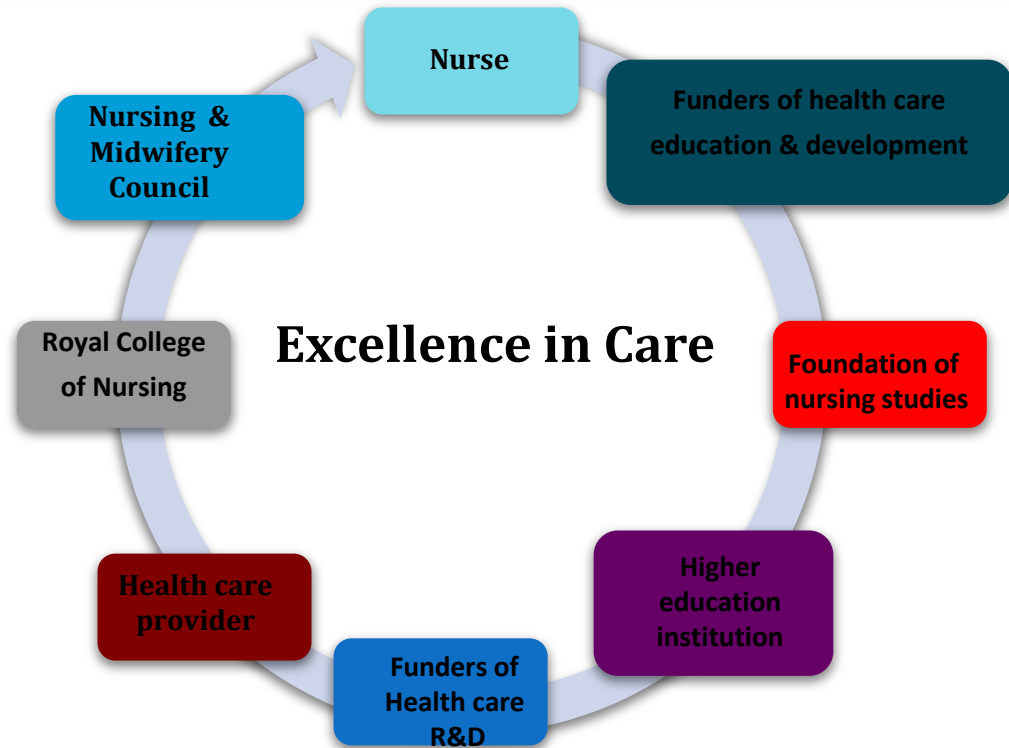 Nurse
Funders of health care
education & development
Foundation of
nursing studies
Higher
education
institution
Funders of
Health care
R&D
Health care
provider
Royal College
of Nursing
Nursing &
Midwifery
Council
Excellence in Care